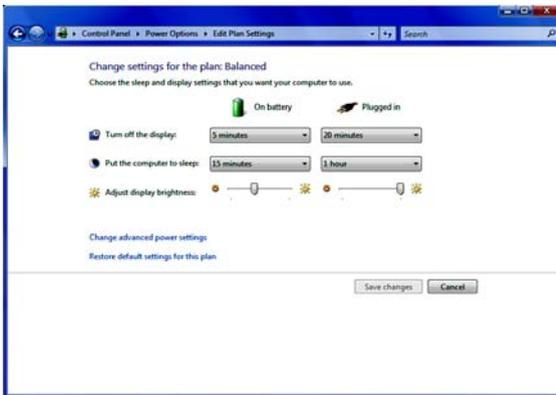 Control Panel ▸ Power Options ▸ Edit Plan Settings
Search
Change settings for the plan: Balanced
Choose the sleep and display settings that you want your computer to use.
On battery Plugged in
Turn off the display: 5 minutes 20 minutes
Put the computer to sleep: 15 minutes 1 hour
Adjust display brightness:
Change advanced power settings
Restore default settings for this plan
Save changes Cancel